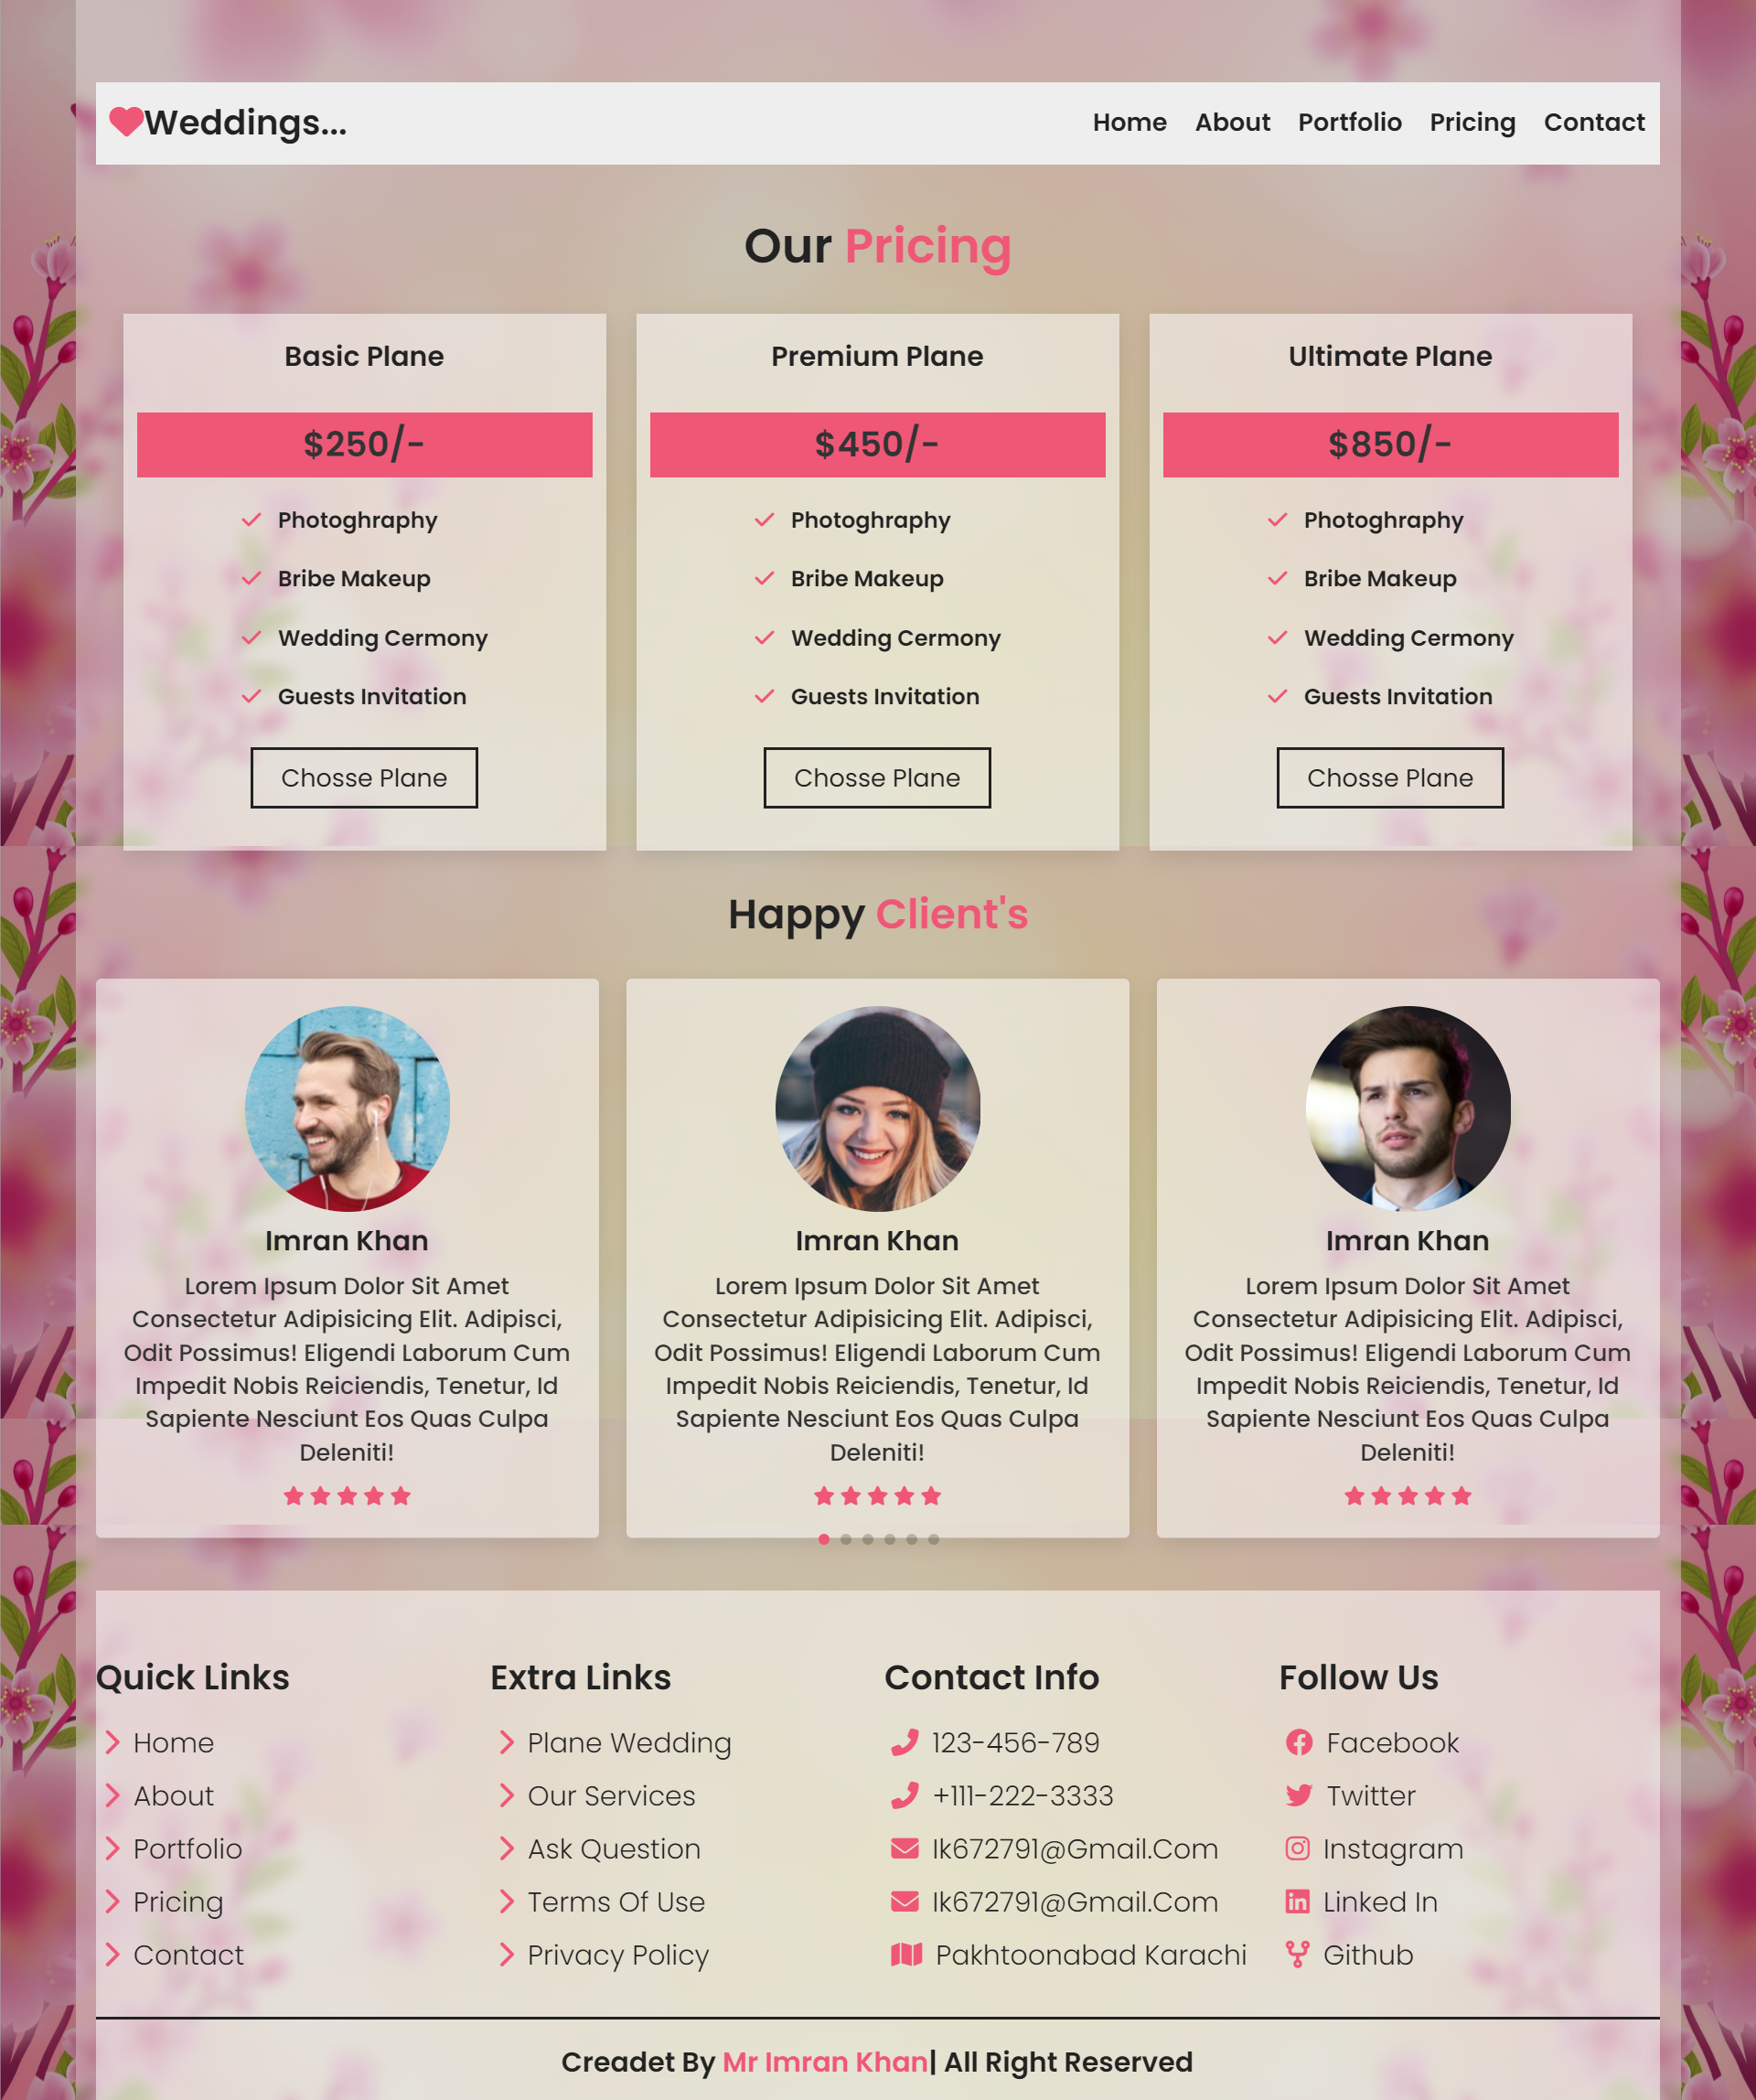 Weddings...
Home About Portfolio Pricing Contact
Our Pricing
Basic Plane
$250/-
Photoghraphy
Bribe Makeup
Wedding Cermony
Guests Invitation
Chosse Plane
Premium Plane
$450/-
Photoghraphy
Bribe Makeup
Wedding Cermony
Guests Invitation
Chosse Plane
Ultimate Plane
$850/-
Photoghraphy
Bribe Makeup
Wedding Cermony
Guests Invitation
Chosse Plane
Happy Client's
Imran Khan
Lorem Ipsum Dolor Sit Amet
Consectetur Adipisicing Elit. Adipisci,
Odit Possimus! Eligendi Laborum Cum
Impedit Nobis Reiciendis, Tenetur, Id
Sapiente Nesciunt Eos Quas Culpa
Deleniti!
Imran Khan
Lorem Ipsum Dolor Sit Amet
Consectetur Adipisicing Elit. Adipisci,
Odit Possimus! Eligendi Laborum Cum
Impedit Nobis Reiciendis, Tenetur, Id
Sapiente Nesciunt Eos Quas Culpa
Deleniti!
Imran Khan
Lorem Ipsum Dolor Sit Amet
Consectetur Adipisicing Elit. Adipisci,
Odit Possimus! Eligendi Laborum Cum
Impedit Nobis Reiciendis, Tenetur, Id
Sapiente Nesciunt Eos Quas Culpa
Deleniti!
Quick Links
Home
About
Portfolio
Pricing
Contact
Extra Links
Plane Wedding
Our Services
Ask Question
Terms Of Use
Privacy Policy
Contact Info
123-456-789
+111-222-3333
Ik672791@Gmail.Com
Ik672791@Gmail.Com
Pakhtoonabad Karachi
Follow Us
Facebook
Twitter
Instagram
Linked In
Github
Creadet By Mr Imran Khan| All Right Reserved